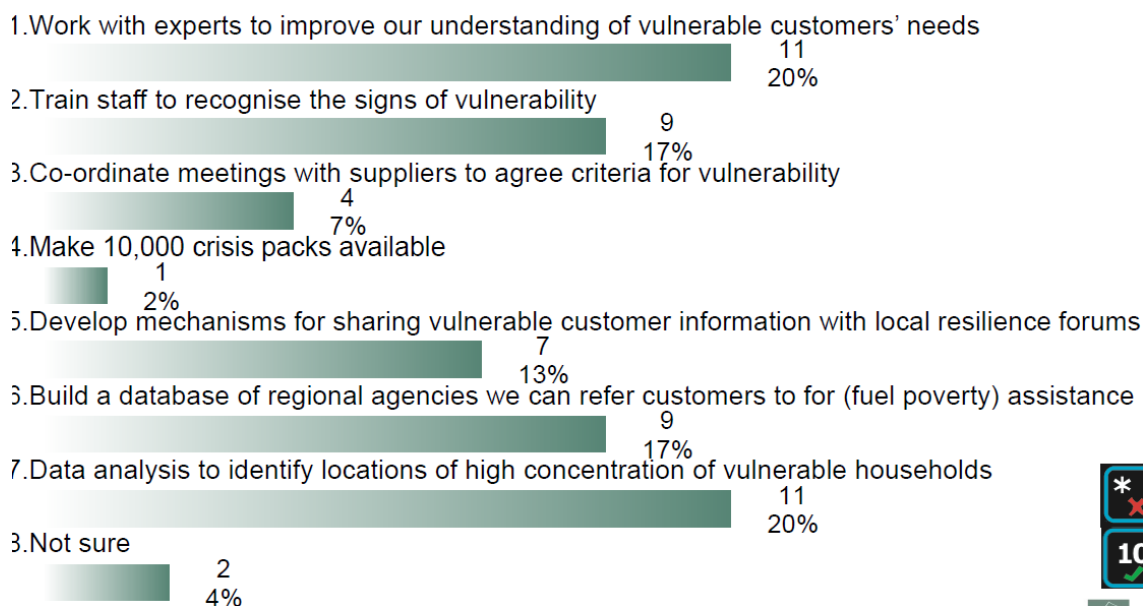 1.Work with experts to improve our understanding of vulnerable customers' needs
11
20%
2.Train staff to recognise the signs of vulnerability
9
17%
3.Co-ordinate meetings with suppliers to agree criteria for vulnerability
4
7%
4.Make 10,000 crisis packs available
1
2%
5.Develop mechanisms for sharing vulnerable customer information with local resilience forums
7
13%
6.Build a database of regional agencies we can refer customers to for (fuel poverty) assistance
9
17%
7.Data analysis to identify locations of high concentration of vulnerable households
11
20%
*
10
8.Not sure
2
4%